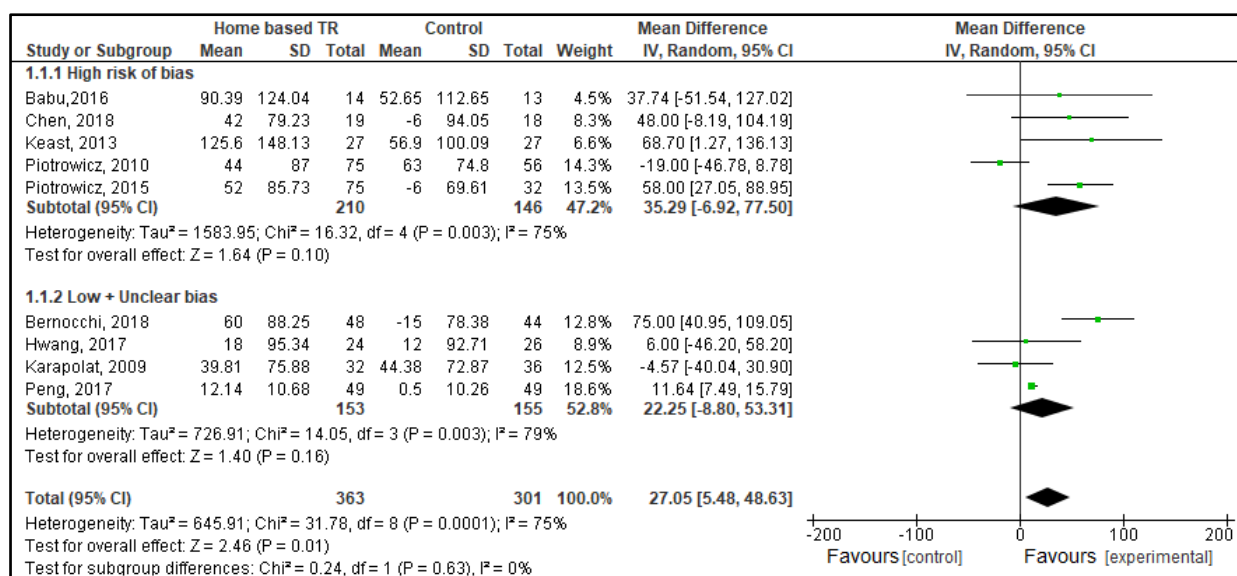 Home based TR Control Mean Difference Mean Difference
Study or Subgroup Mean SD Total Mean SD Total Weight IV, Random, 95% CI IV, Random, 95% CI
1.1.1 High risk of bias
Babu,2016 90.39 124.04 14 52.65 112.65 13 4.5% 37.74 [-51.54, 127.02]
Chen, 2018 42 79.23 19 -6 94.05 18 8.3% 48.00 [-8.19, 104.19]
Keast, 2013 125.6 148.13 27 56.9 100.09 27 6.6% 68.70 [1.27, 136.13]
Piotrowicz, 2010 44 87 75 63 74.8 56 14.3% -19.00 [-46.78, 8.78]
Piotrowicz, 2015 52 85.73 75 -6 69.61 32 13.5% 58.00 [27.05, 88.95]
Subtotal (95% CI) 210 146 47.2% 35.29 [-6.92, 77.50]
Heterogeneity: Tau² = 1583.95; Chi² = 16.32, df = 4 (P = 0.003); I² = 75%
Test for overall effect: Z = 1.64 (P = 0.10)
1.1.2 Low + Unclear bias
Bernocchi, 2018 60 88.25 48 -15 78.38 44 12.8% 75.00 [40.95, 109.05]
Hwang, 2017 18 95.34 24 12 92.71 26 8.9% 6.00 [-46.20, 58.20]
Karapolat, 2009 39.81 75.88 32 44.38 72.87 36 12.5% -4.57 [-40.04, 30.90]
Peng, 2017 12.14 10.68 49 0.5 10.26 49 18.6% 11.64 [7.49, 15.79]
Subtotal (95% CI) 153 155 52.8% 22.25 [-8.80, 53.31]
Heterogeneity: Tau² = 726.91; Chi² = 14.05, df = 3 (P = 0.003); I² = 79%
Test for overall effect: Z = 1.40 (P = 0.16)
Total (95% CI) 363 301 100.0% 27.05 [5.48, 48.63]
Heterogeneity: Tau² = 645.91; Chi² = 31.78, df = 8 (P = 0.0001); I² = 75%
Test for overall effect: Z = 2.46 (P = 0.01)
Test for subgroup differences: Chi² = 0.24, df = 1 (P = 0.63), I² = 0%
-200 -100 0 100 200
Favours [control] Favours [experimental]